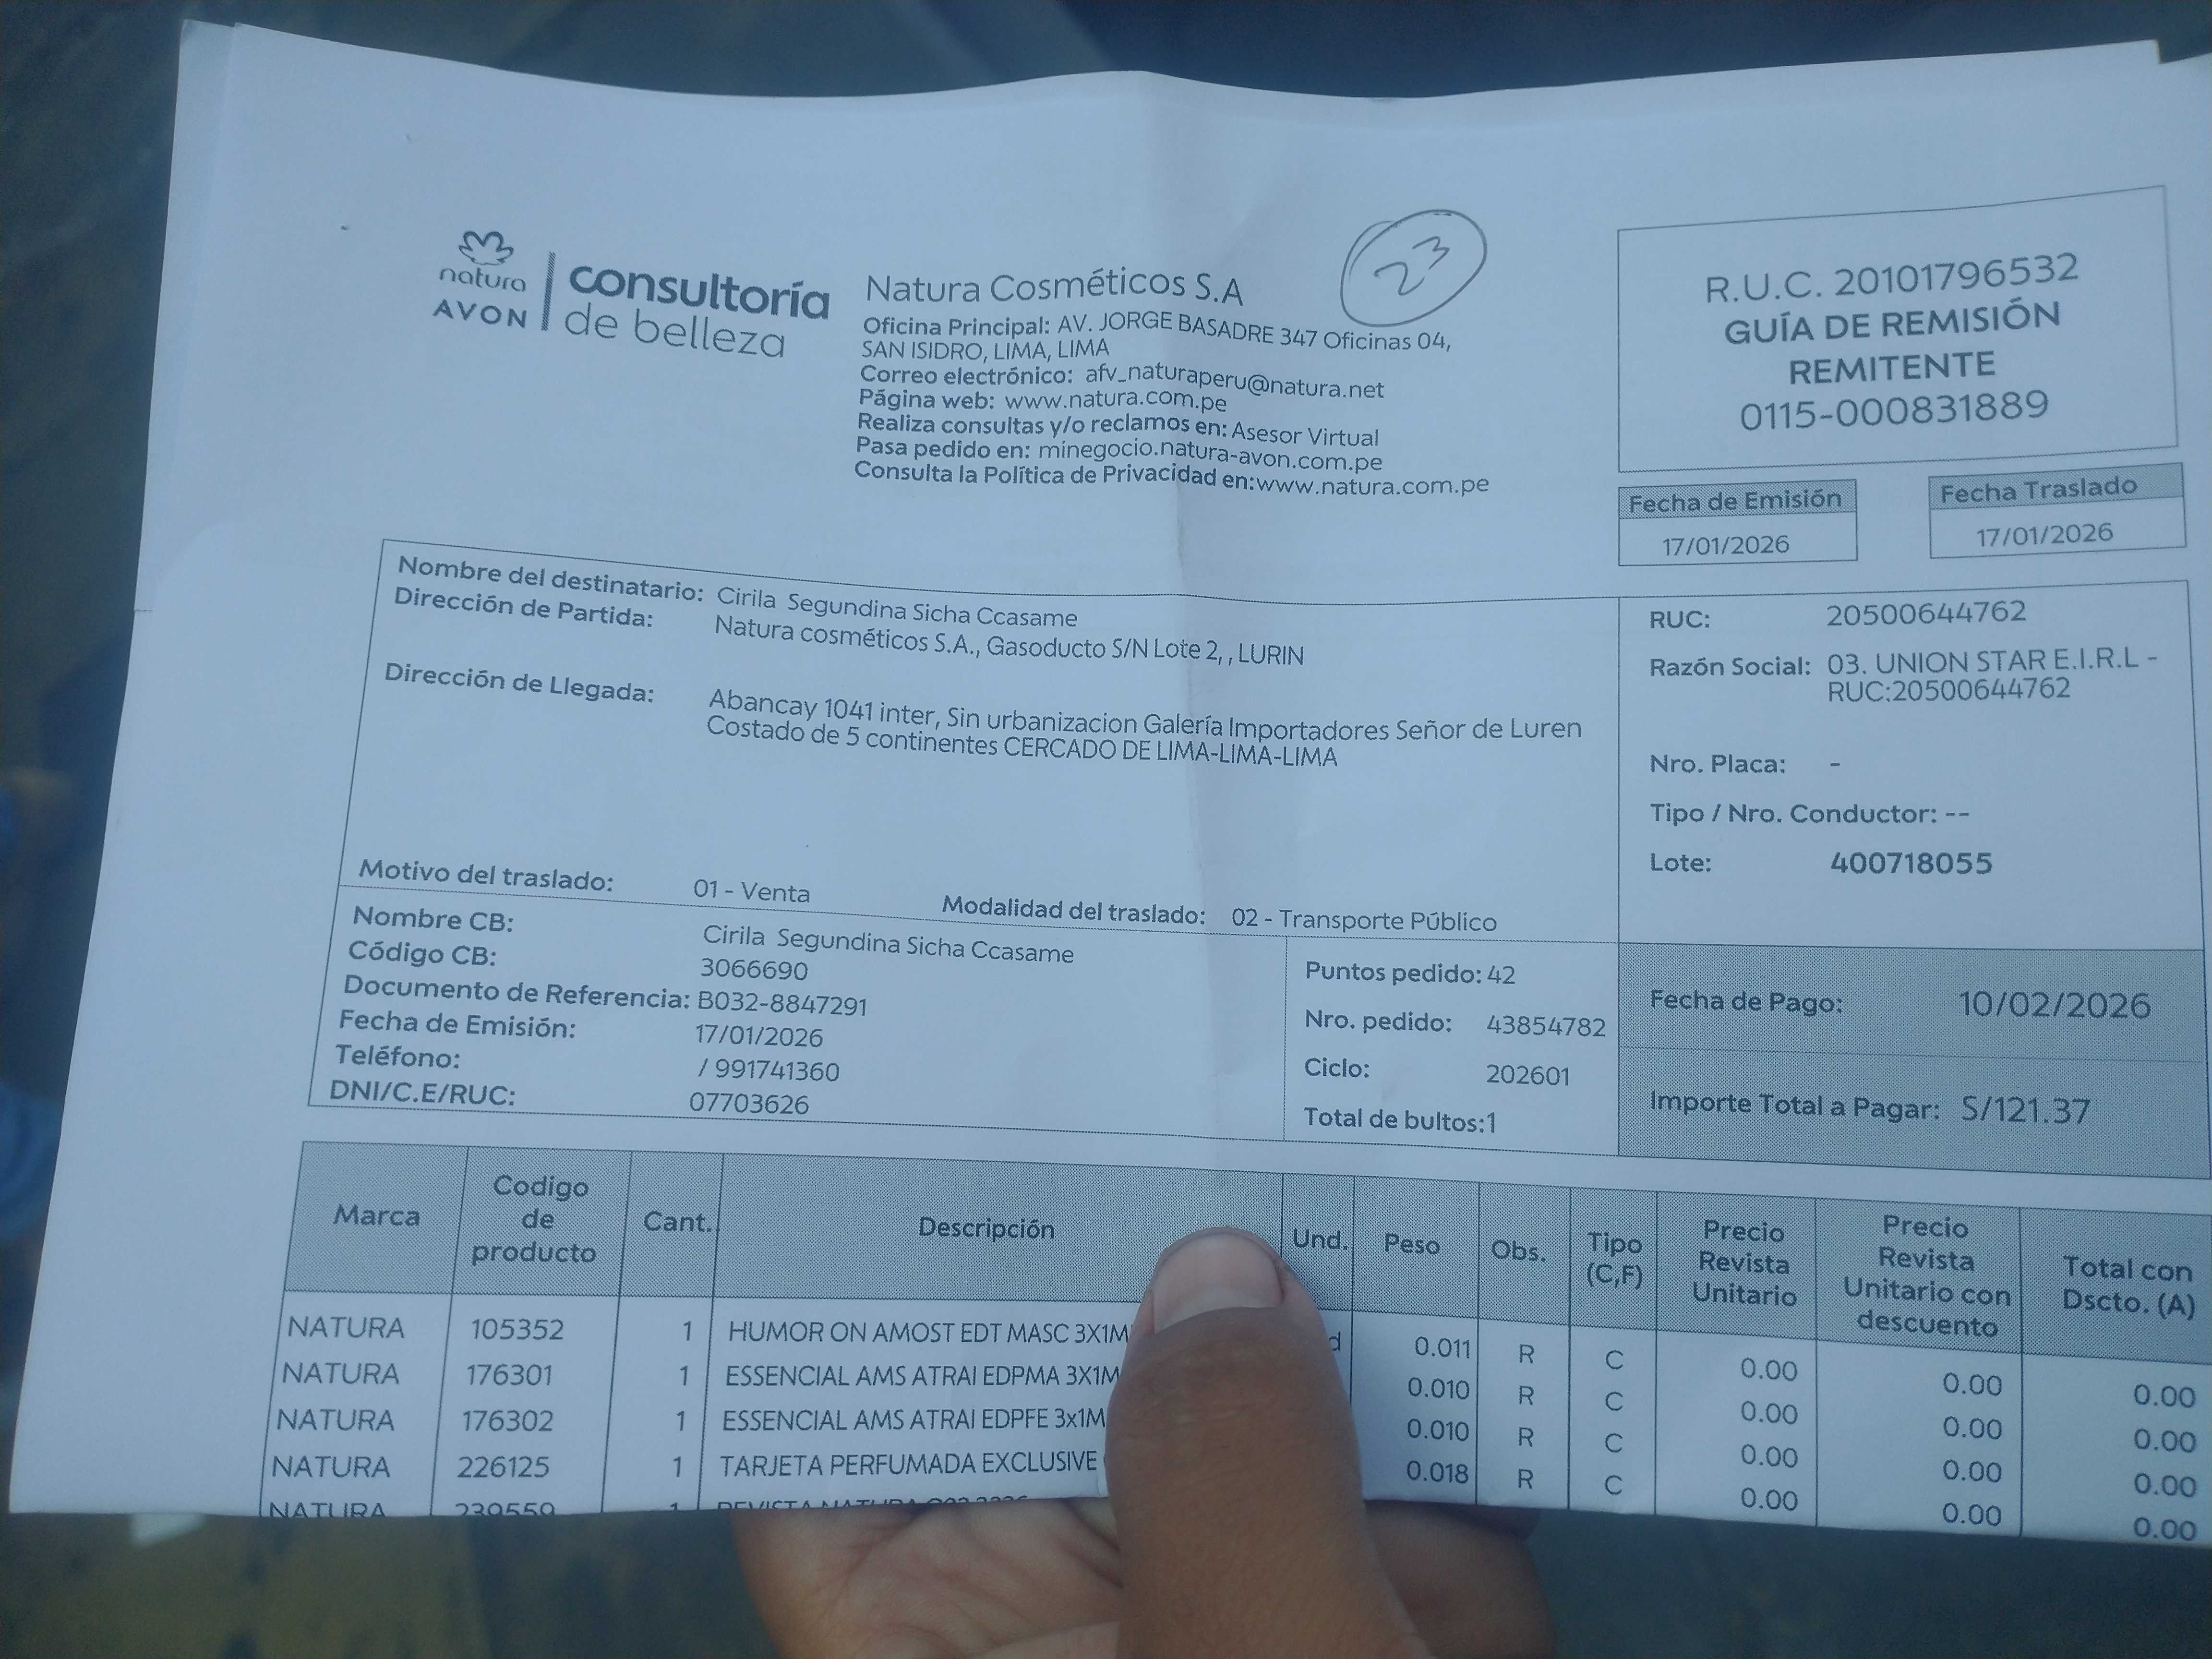 natura
AVON
consultoría
de belleza
Natura Cosméticos S.A
Oficina Principal: AV. JORGE BASADRE 347 Oficinas 04,
SAN ISIDRO, LIMA, LIMA
Correo electrónico: afv_naturaperu@natura.net
Página web: www.natura.com.pe
Realiza consultas y/o reclamos en: Asesor Virtual
Pasa pedido en: minegocio.natura-avon.com.pe
Consulta la Política de Privacidad en:www.natura.com.pe
23
R.U.C. 20101796532
GUÍA DE REMISIÓN
REMITENTE
0115-000831889
Fecha de Emisión
17/01/2026
Fecha Traslado
17/01/2026
Nombre del destinatario: Cirila Segundina Sicha Ccasame
Dirección de Partida: Natura cosméticos S.A., Gasoducto S/N Lote 2, , LURIN
Dirección de Llegada: Abancay 1041 inter, Sin urbanizacion Galería Importadores Señor de Luren
Costado de 5 continentes CERCADO DE LIMA-LIMA-LIMA
Motivo del traslado: 01 - Venta Modalidad del traslado: 02 - Transporte Público
RUC: 20500644762
Razón Social: 03. UNION STAR E.I.R.L -
RUC:20500644762
Nro. Placa: -
Tipo / Nro. Conductor: --
Lote: 400718055
Nombre CB: Cirila Segundina Sicha Ccasame
Código CB: 3066690
Documento de Referencia: B032-8847291
Fecha de Emisión: 17/01/2026
Teléfono: / 991741360
DNI/C.E/RUC: 07703626
Puntos pedido: 42
Nro. pedido: 43854782
Ciclo: 202601
Total de bultos:1
Fecha de Pago: 10/02/2026
Importe Total a Pagar: S/121.37
Marca
Codigo
de
producto
Cant.
Descripción
Und.
Peso
Obs.
Tipo
(C,F)
Precio
Revista
Unitario
Precio
Revista
Unitario con
descuento
Total con
Dscto. (A)
NATURA 105352 1 HUMOR ON AMOST EDT MASC 3X1M d 0.011 R C 0.00 0.00 0.00
NATURA 176301 1 ESSENCIAL AMS ATRAI EDPMA 3X1M 0.010 R C 0.00 0.00 0.00
NATURA 176302 1 ESSENCIAL AMS ATRAI EDPFE 3x1M 0.010 R C 0.00 0.00 0.00
NATURA 226125 1 TARJETA PERFUMADA EXCLUSIVE 0.018 R C 0.00 0.00 0.00
NATURA 239559 1 REVISTA NATURA